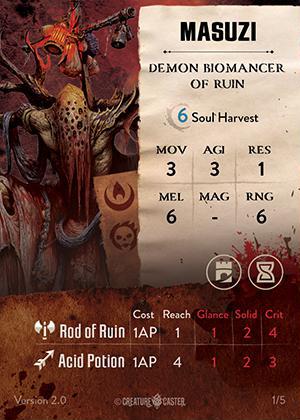 MASUZI
DEMON BIOMANCER
OF RUIN
6 Soul Harvest
MOV AGI RES
3 3 1
MEL MAG RNG
6 - 6
Cost Reach Glance Solid Crit
Rod of Ruin 1AP 1 1 2 4
Acid Potion 1AP 4 1 2 3
Version 2.0 © CREATURE CASTER 1/5